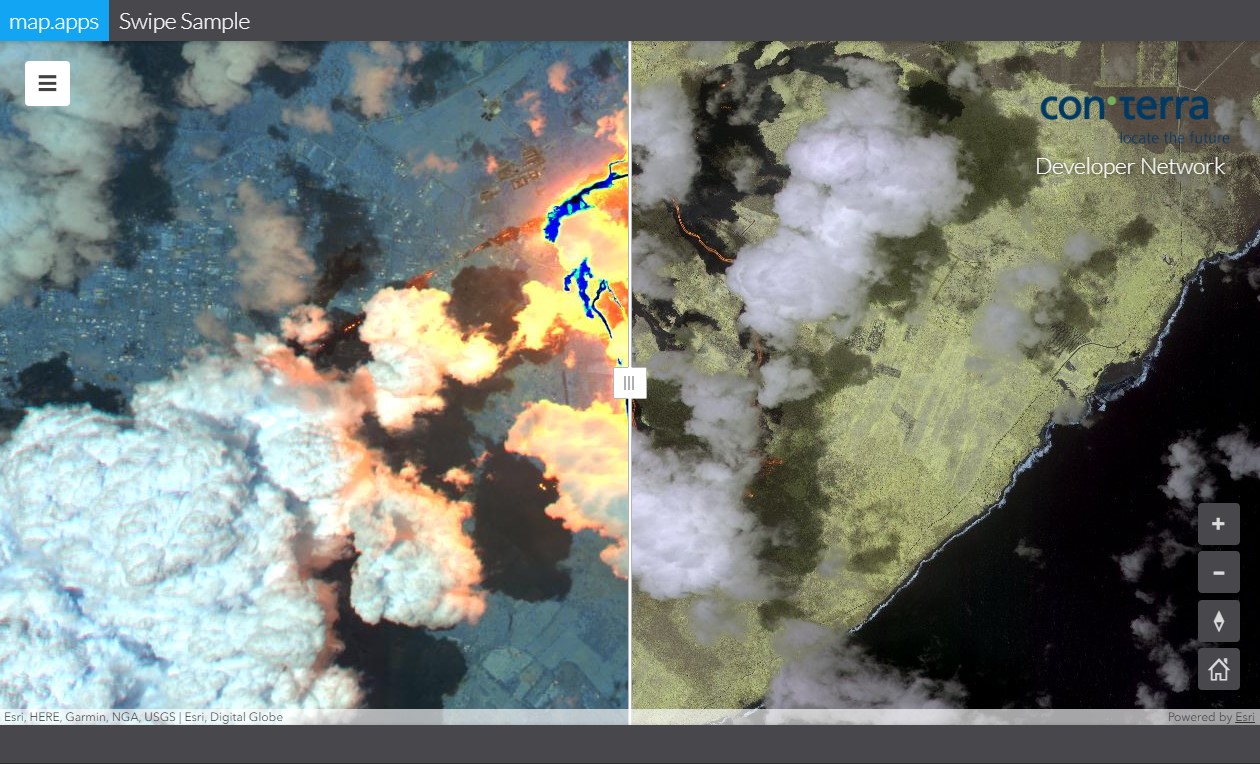 map.apps Swipe Sample
con terra
locate the future
Developer Network
Esri, HERE, Garmin, NGA, USGS | Esri, Digital Globe
Powered by Esri